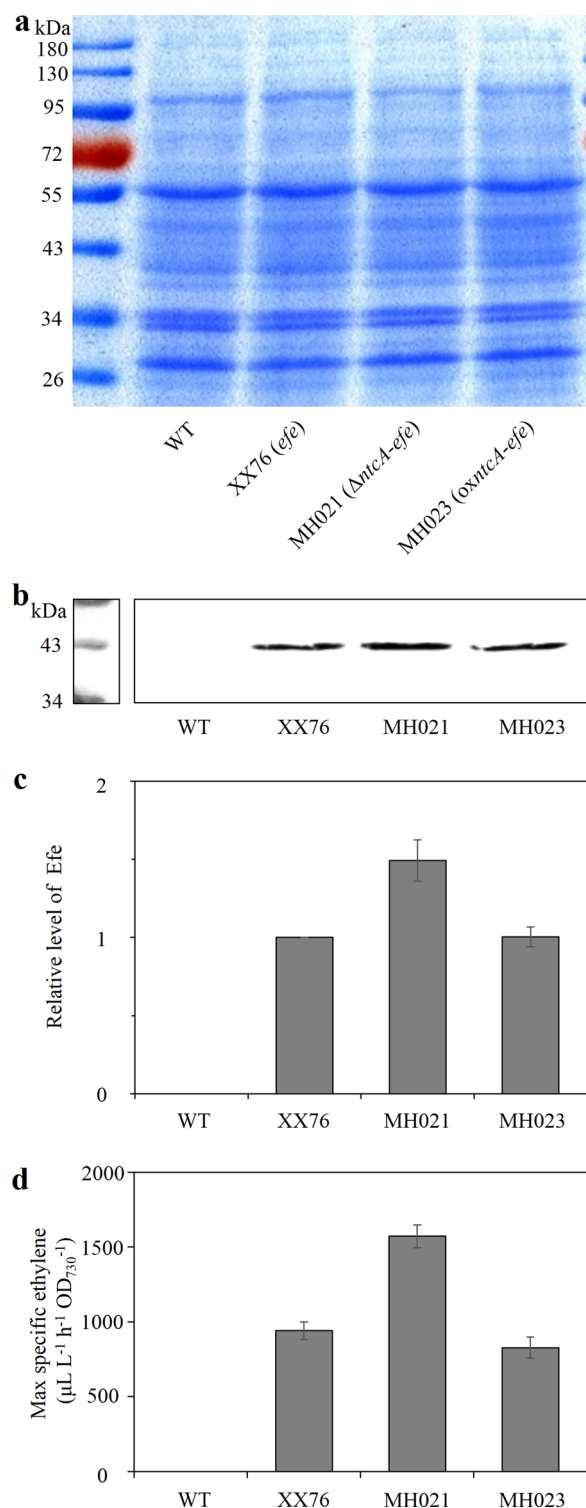 a
kDa
180
130
95
72
55
43
34
26
WT
XX76 (efe)
MH021 (ΔntcA-efe)
MH023 (oxntcA-efe)
b
kDa
43
34
WT XX76 MH021 MH023
c
Relative level of Efe
2
1
0
WT XX76 MH021 MH023
d
Max specific ethylene
(μL L⁻¹ h⁻¹ OD₇₃₀⁻¹)
2000
1500
1000
500
0
WT XX76 MH021 MH023